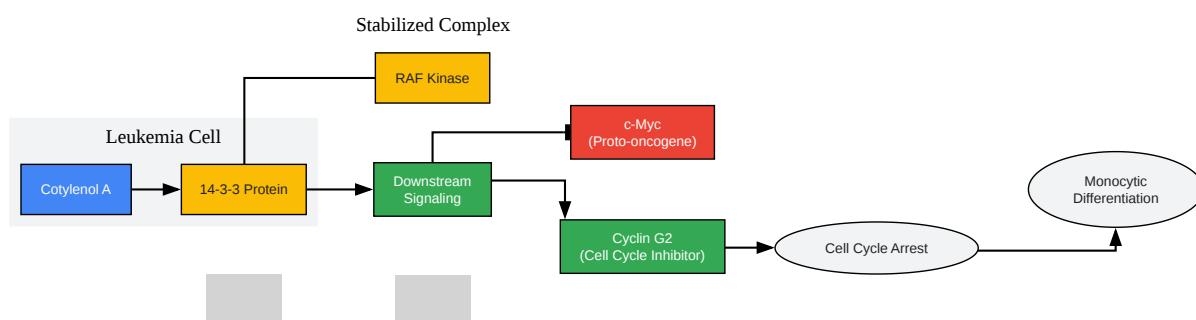 Stabilized Complex
RAF Kinase
Leukemia Cell
c-Myc
(Proto-oncogene)
Cotylenol A
14-3-3 Protein
Downstream
Signaling
Monocytic
Differentiation
Cyclin G2
(Cell Cycle Inhibitor)
Cell Cycle Arrest